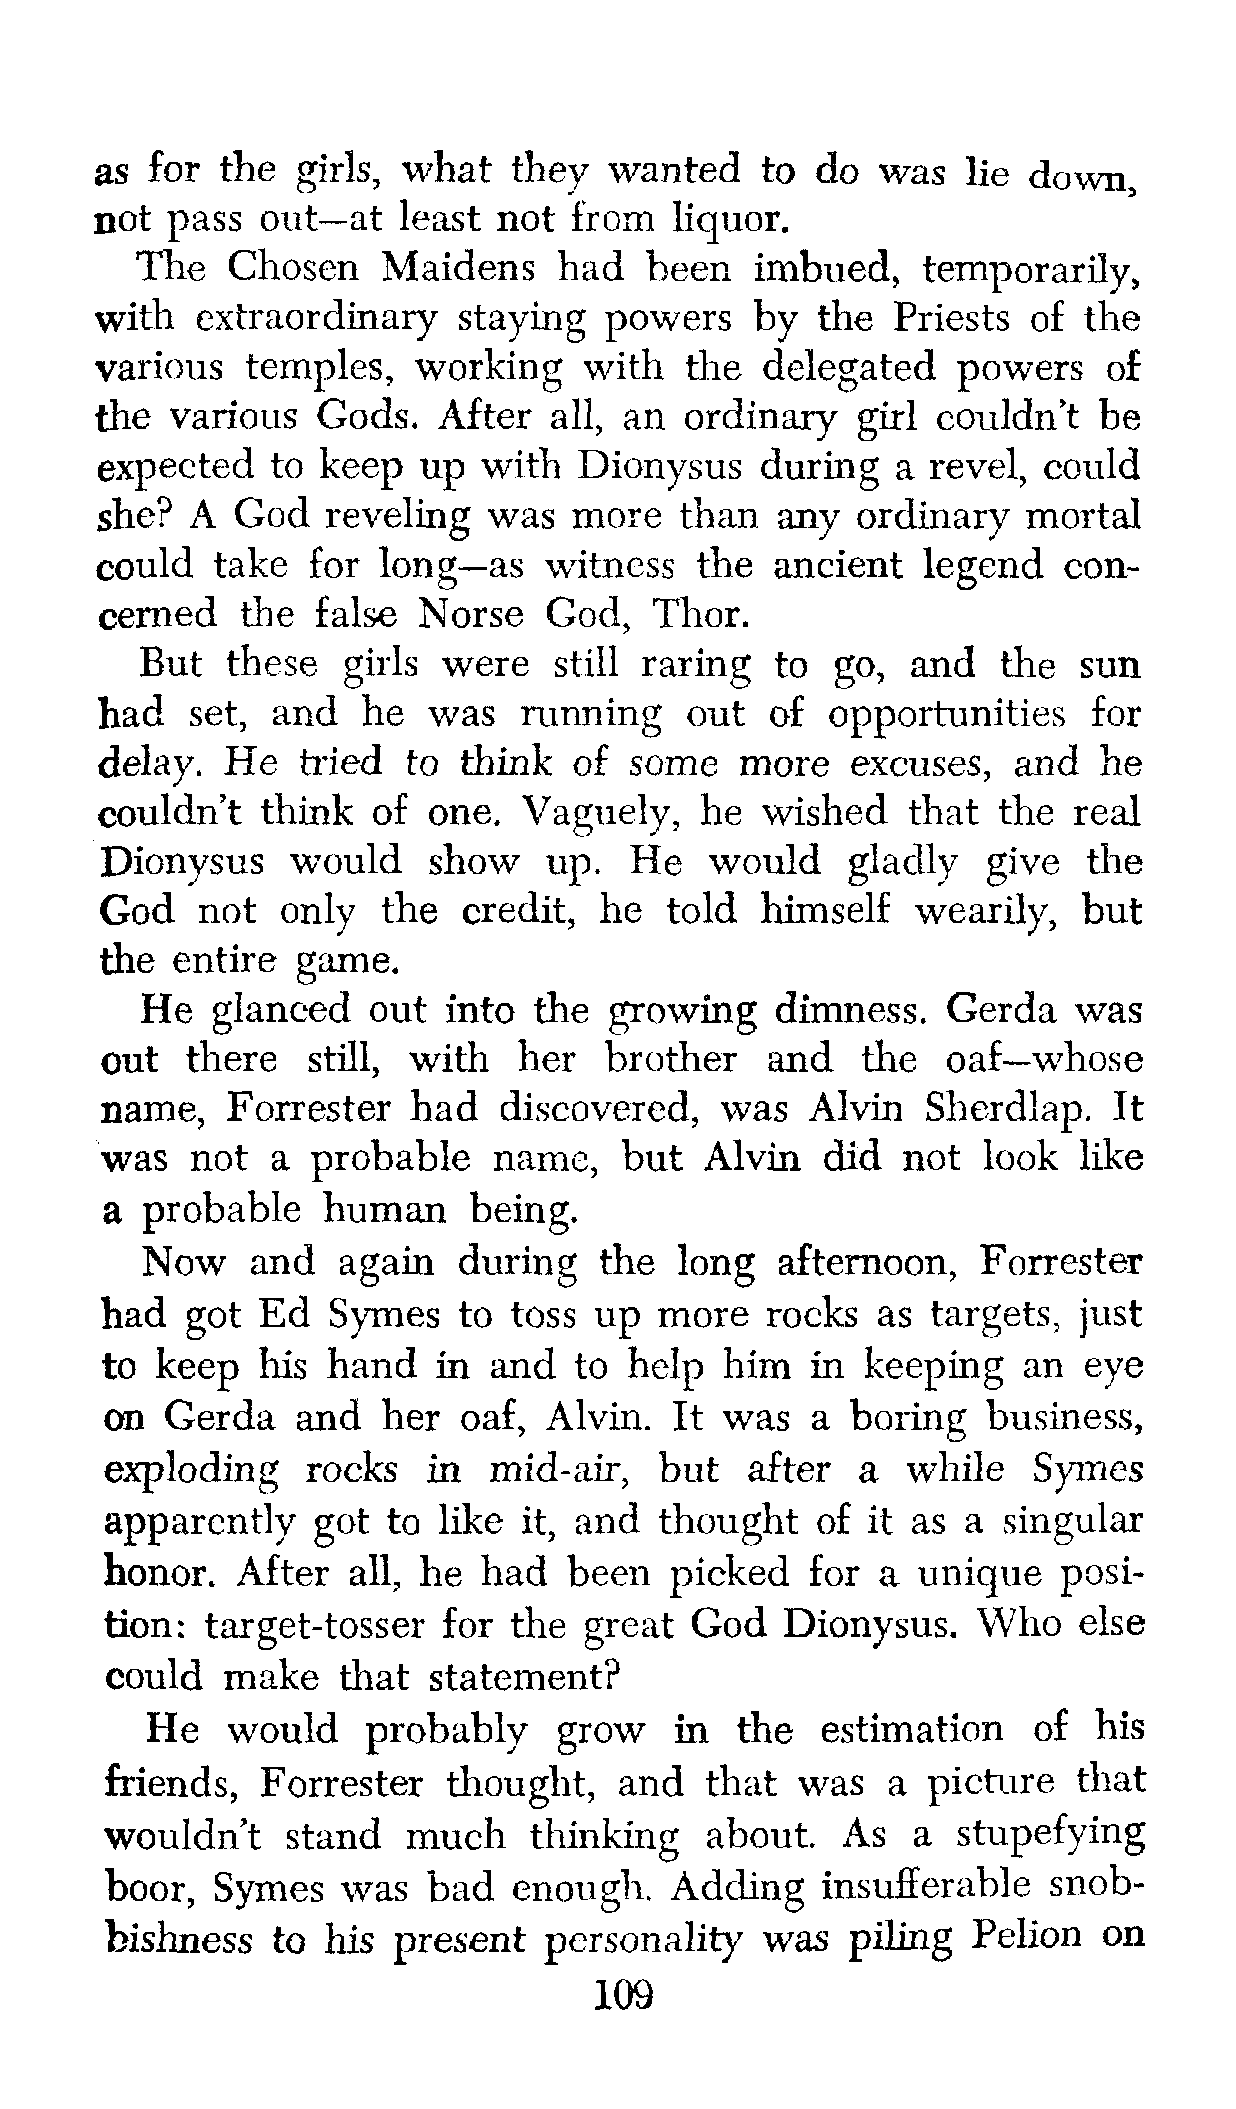 as for the girls, what they wanted to do was lie down,
not pass out—at least not from liquor.
The Chosen Maidens had been imbued, temporarily,
with extraordinary staying powers by the Priests of the
various temples, working with the delegated powers of
the various Gods. After all, an ordinary girl couldn't be
expected to keep up with Dionysus during a revel, could
she? A God reveling was more than any ordinary mortal
could take for long—as witness the ancient legend con-
cerned the false Norse God, Thor.
But these girls were still raring to go, and the sun
had set, and he was running out of opportunities for
delay. He tried to think of some more excuses, and he
couldn't think of one. Vaguely, he wished that the real
Dionysus would show up. He would gladly give the
God not only the credit, he told himself wearily, but
the entire game.
He glanced out into the growing dimness. Gerda was
out there still, with her brother and the oaf—whose
name, Forrester had discovered, was Alvin Sherdlap. It
was not a probable name, but Alvin did not look like
a probable human being.
Now and again during the long afternoon, Forrester
had got Ed Symes to toss up more rocks as targets, just
to keep his hand in and to help him in keeping an eye
on Gerda and her oaf, Alvin. It was a boring business,
exploding rocks in mid-air, but after a while Symes
apparently got to like it, and thought of it as a singular
honor. After all, he had been picked for a unique posi-
tion: target-tosser for the great God Dionysus. Who else
could make that statement?
He would probably grow in the estimation of his
friends, Forrester thought, and that was a picture that
wouldn't stand much thinking about. As a stupefying
boor, Symes was bad enough. Adding insufferable snob-
bishness to his present personality was piling Pelion on
109